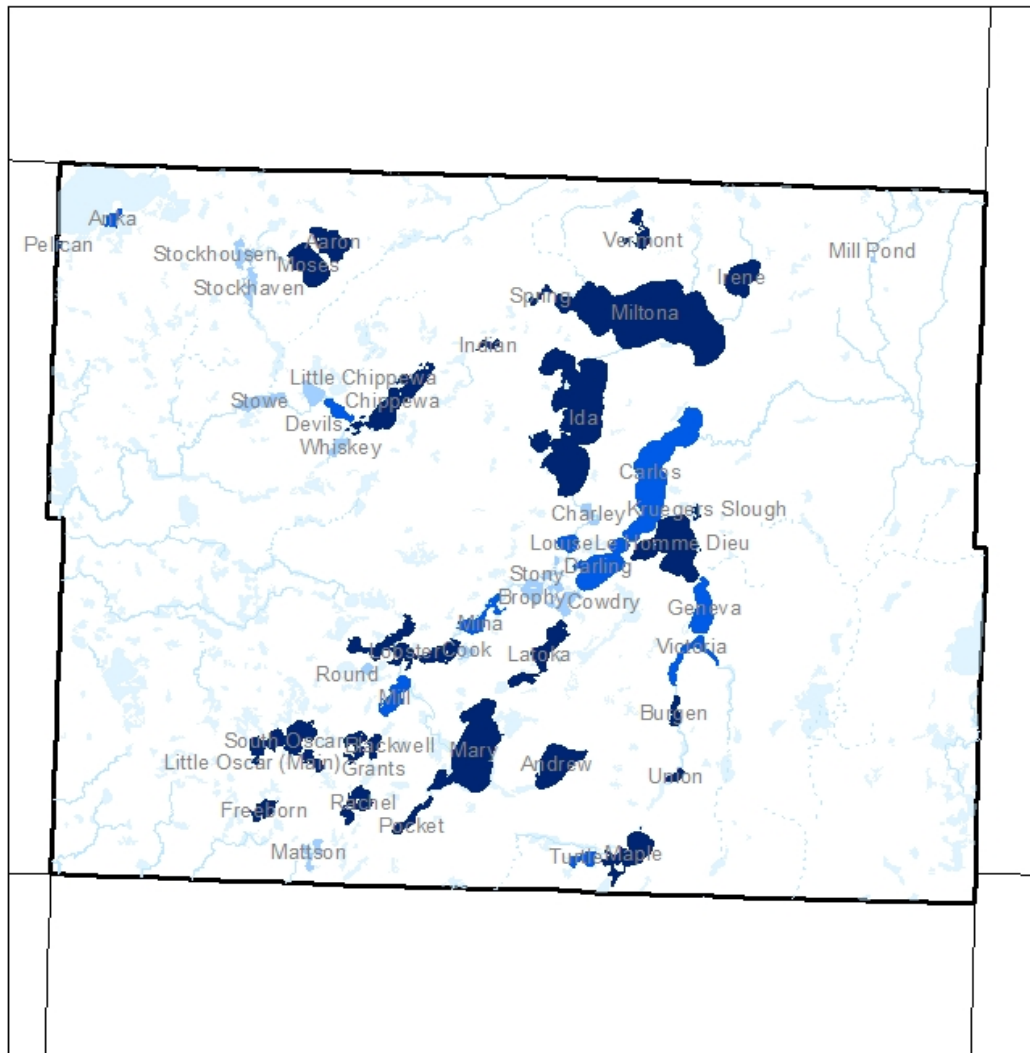 Anka
Pelican
Stockhousen
Aaron
Moses
Stockhaven
Vermont
Mill Pond
Irene
Spring
Miltona
Indian
Little Chippewa
Stowe
Chippewa
Devils
Whiskey
Ida
Carlos
Charley
Kruegers Slough
Louise
Le Homme Dieu
Darling
Stony
Brophy
Cowdry
Geneva
Mina
Lobster
Cook
Latoka
Victoria
Round
Mill
Burgen
South Oscar
Blackwell
Mary
Little Oscar (Main)
Grants
Andrew
Union
Freeborn
Rachel
Pocket
Mattson
Turtle
Maple